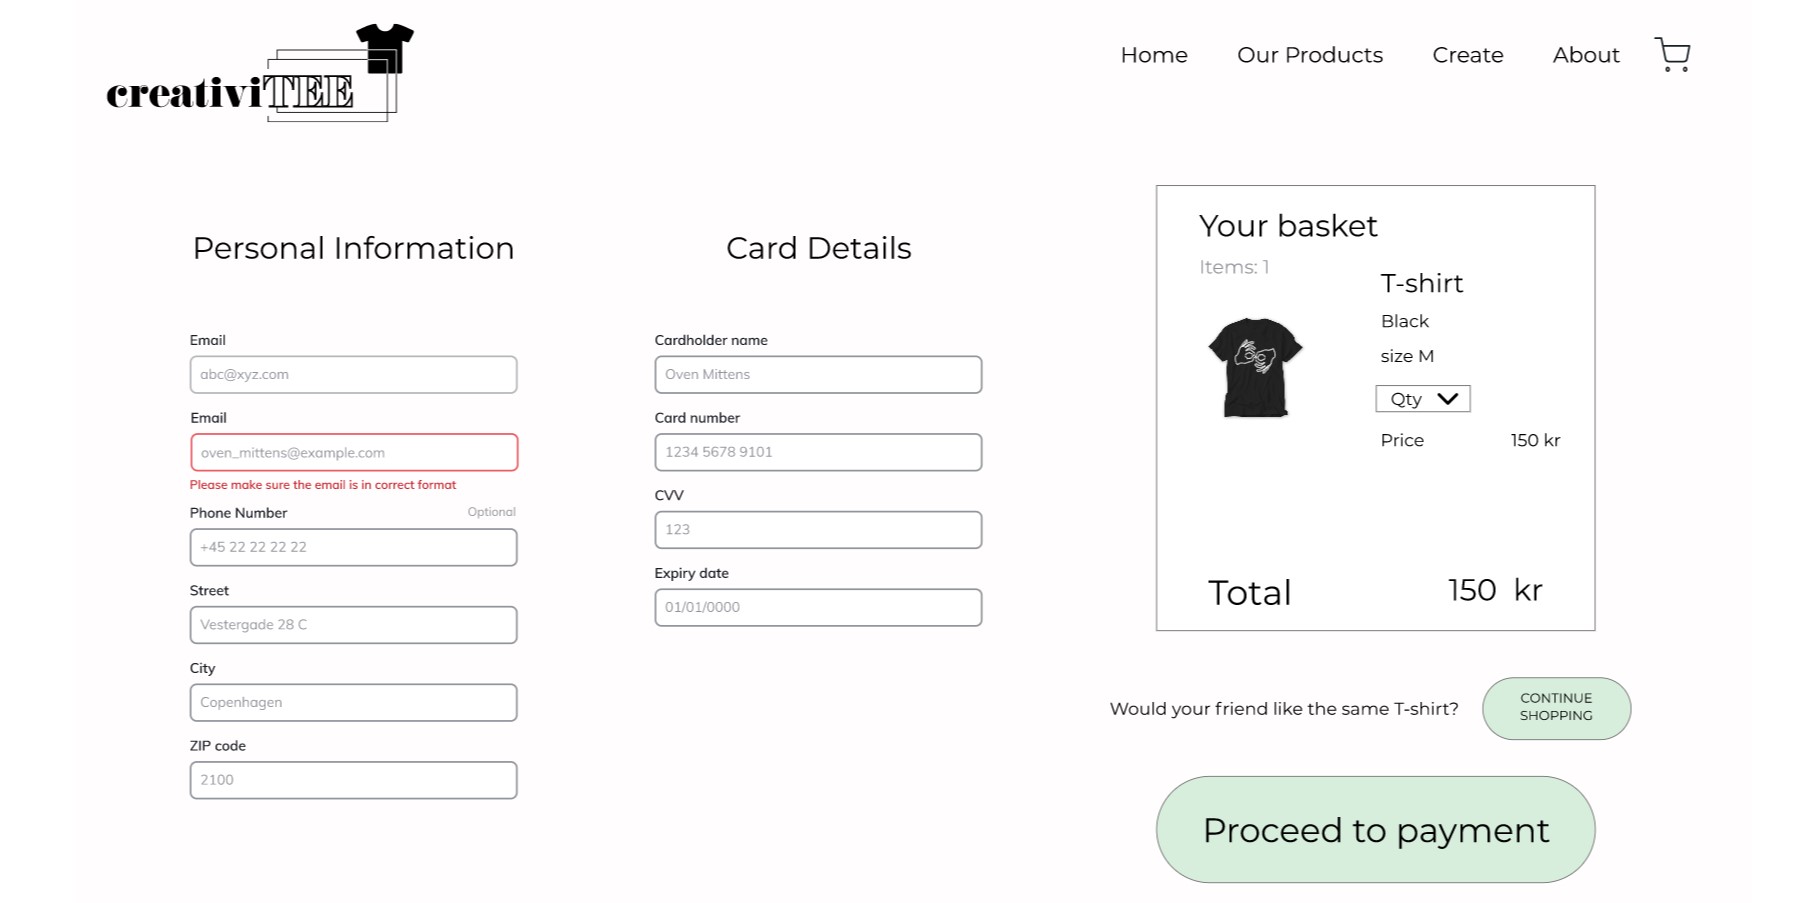 creativiTEE
Home
Our Products
Create
About
Personal Information
Email
abc@xyz.com
Email
oven_mittens@example.com
Please make sure the email is in correct format
Phone Number
Optional
+45 22 22 22 22
Street
Vestergade 28 C
City
Copenhagen
ZIP code
2100
Card Details
Cardholder name
Oven Mittens
Card number
1234 5678 9101
CVV
123
Expiry date
01/01/0000
Your basket
Items: 1
T-shirt
Black
size M
Qty
Price 150 kr
Total 150 kr
Would your friend like the same T-shirt?
CONTINUE
SHOPPING
Proceed to payment